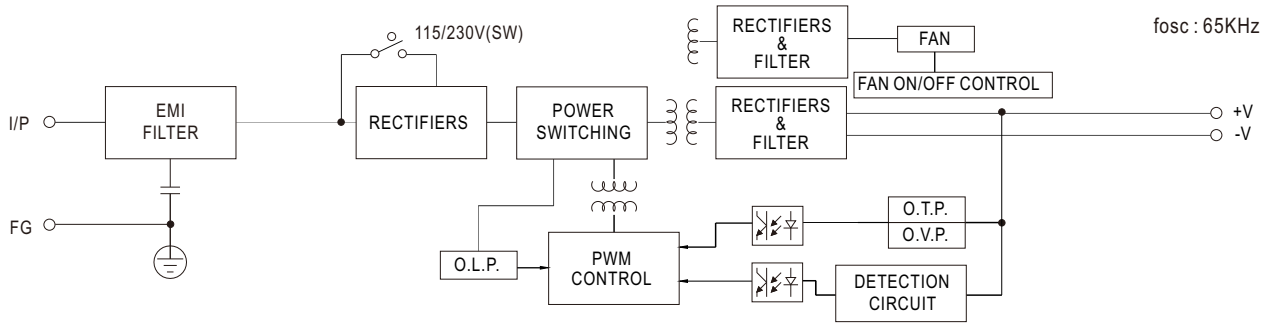 115/230V(SW)
RECTIFIERS
&
FILTER
FAN
fosc : 65KHz
FAN ON/OFF CONTROL
I/P
EMI
FILTER
RECTIFIERS
POWER
SWITCHING
RECTIFIERS
&
FILTER
+V
-V
FG
O.L.P.
PWM
CONTROL
O.T.P.
O.V.P.
DETECTION
CIRCUIT